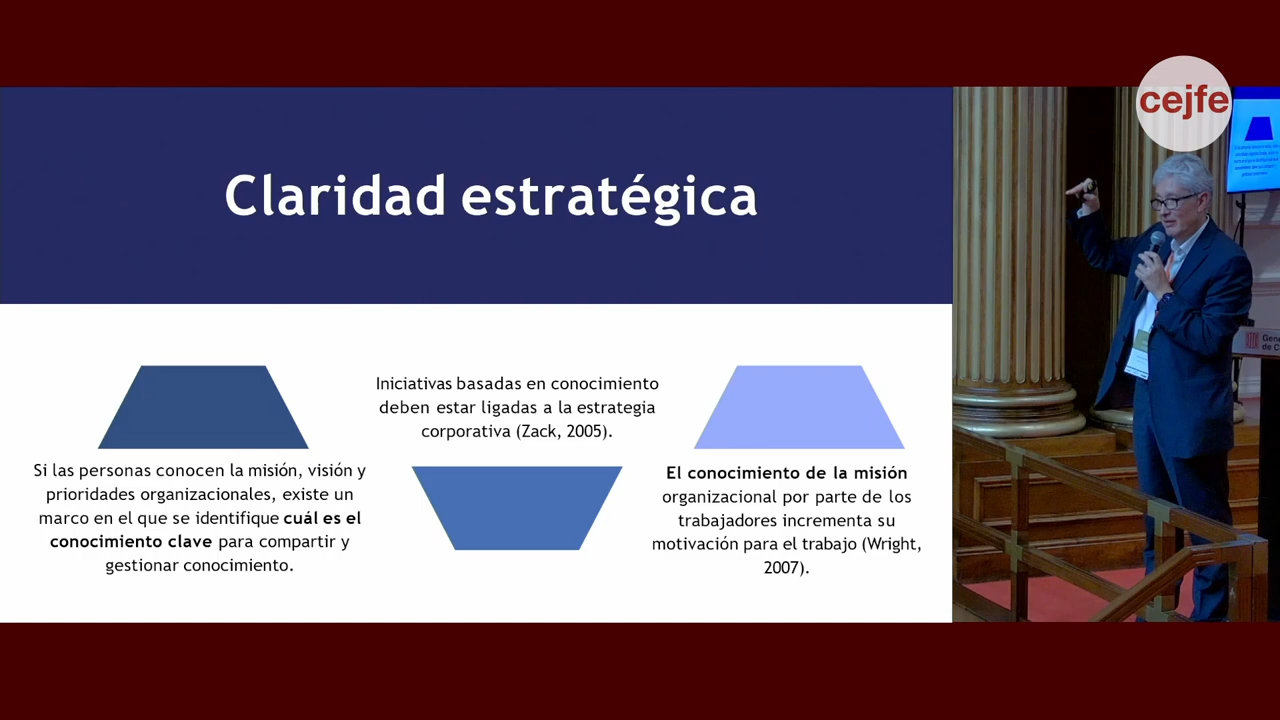 cejfe
Claridad estratégica
Si las personas conocen la misión, visión y
prioridades organizacionales, existe un
marco en el que se identifique cuál es el
conocimiento clave para compartir y
gestionar conocimiento.
Iniciativas basadas en conocimiento
deben estar ligadas a la estrategia
corporativa (Zack, 2005).
El conocimiento de la misión
organizacional por parte de los
trabajadores incrementa su
motivación para el trabajo (Wright,
2007).
Gene
de C